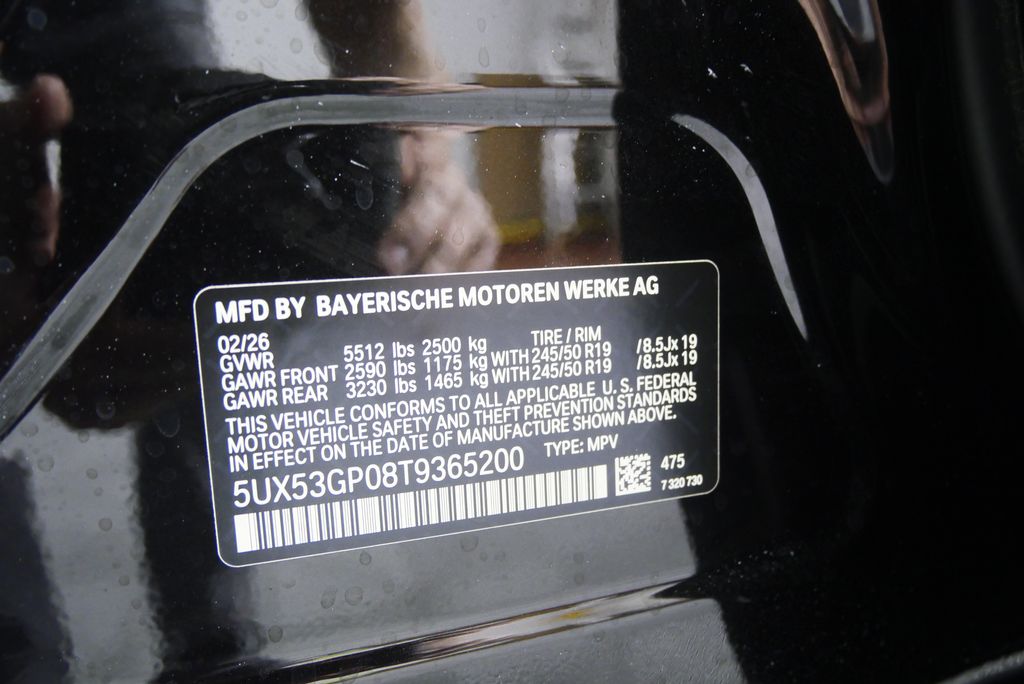 MFD BY BAYERISCHE MOTOREN WERKE AG
02/26 TIRE / RIM
GVWR 5512 lbs 2500 kg
GAWR FRONT 2590 lbs 1175 kg WITH 245/50 R19 /8.5Jx19
GAWR REAR 3230 lbs 1465 kg WITH 245/50 R19 /8.5Jx19
THIS VEHICLE CONFORMS TO ALL APPLICABLE U.S. FEDERAL
MOTOR VEHICLE SAFETY AND THEFT PREVENTION STANDARDS
IN EFFECT ON THE DATE OF MANUFACTURE SHOWN ABOVE.
5UX53GP08T9365200 TYPE: MPV
475
7 320 730